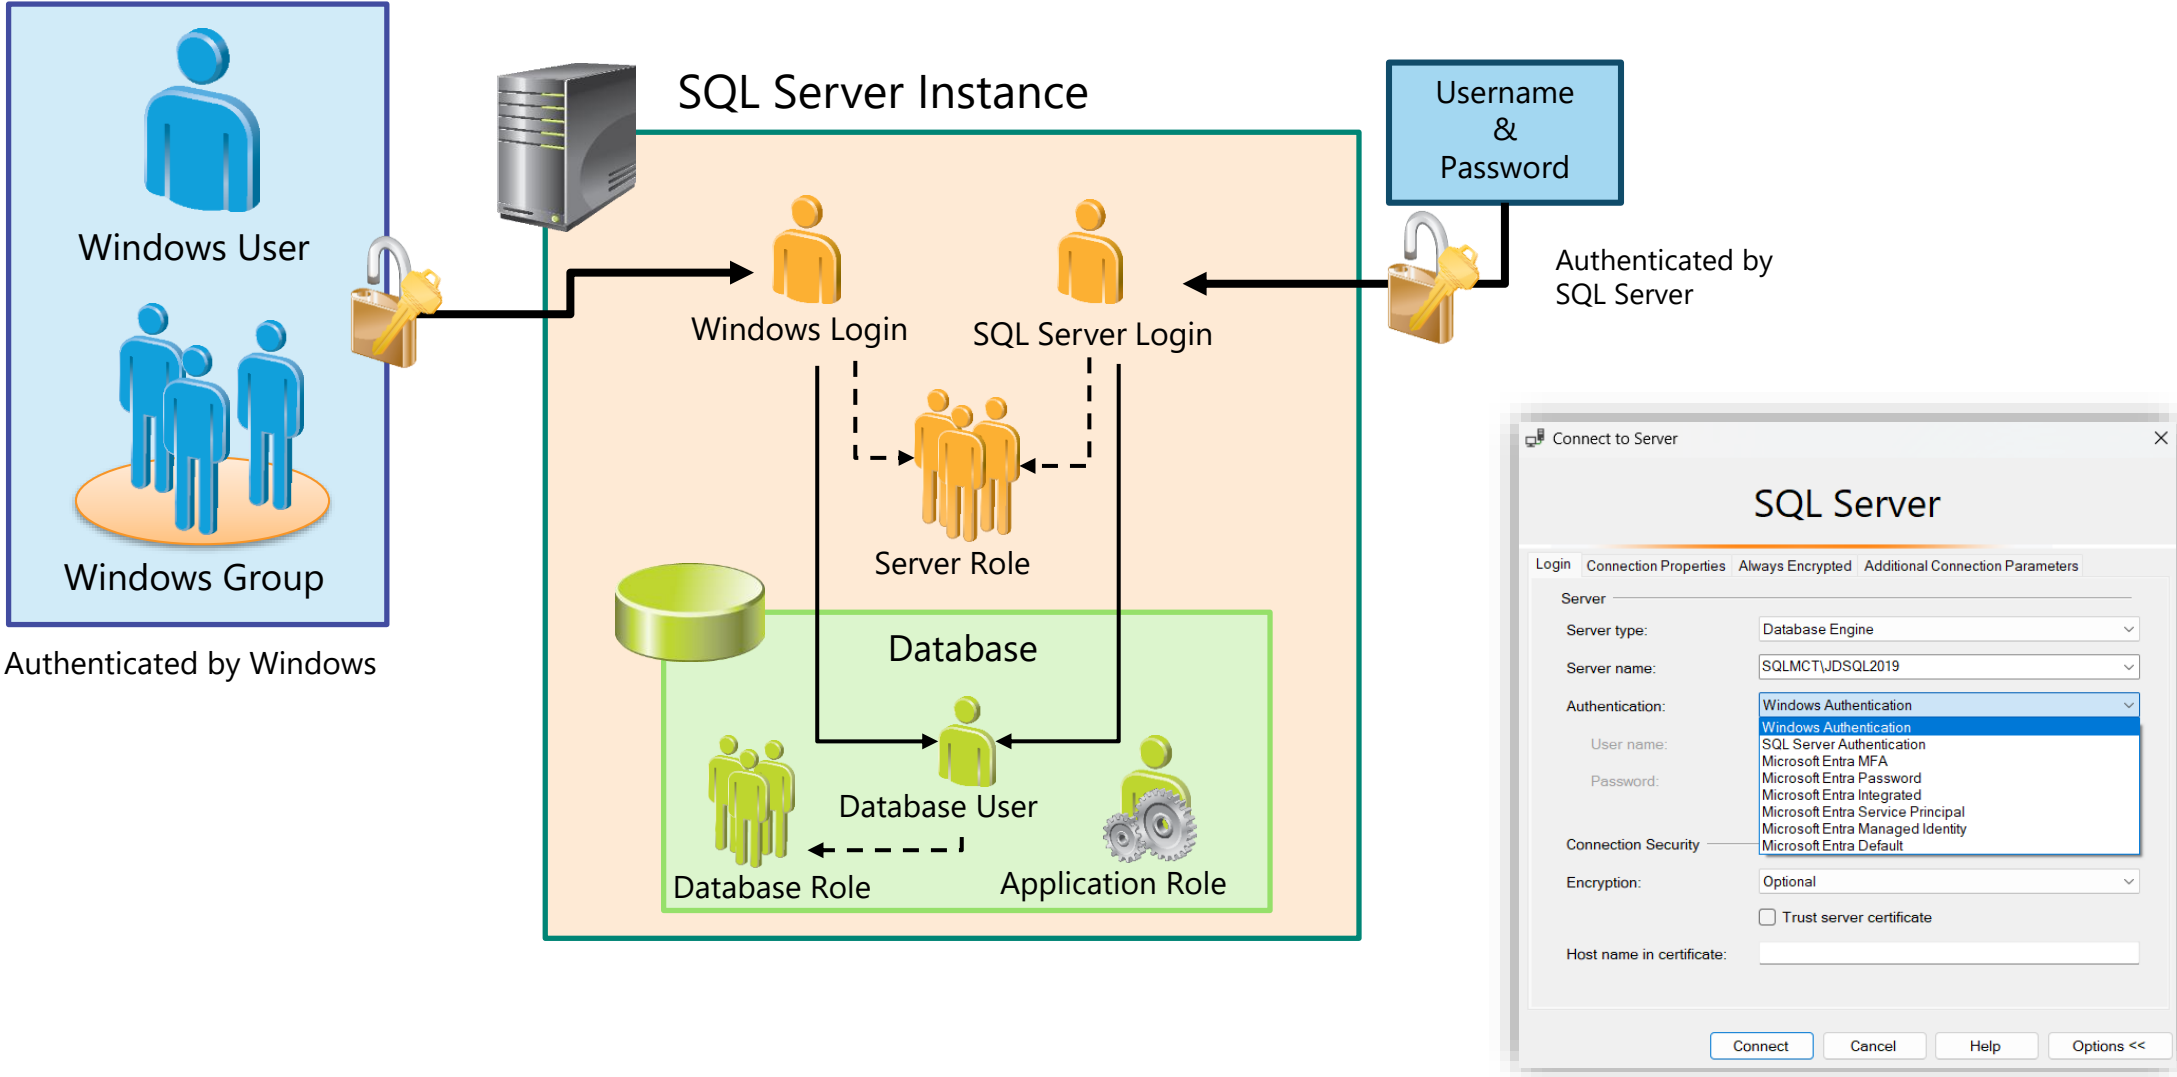 Windows User
Windows Group
Authenticated by Windows
SQL Server Instance
Windows Login
SQL Server Login
Server Role
Database
Database User
Database Role
Application Role
Username
&
Password
Authenticated by
SQL Server
Connect to Server
SQL Server
Login
Connection Properties
Always Encrypted
Additional Connection Parameters
Server
Server type:
Database Engine
Server name:
SQLMCT\JDSQL2019
Authentication:
Windows Authentication
Windows Authentication
SQL Server Authentication
Microsoft Entra MFA
Microsoft Entra Password
Microsoft Entra Integrated
Microsoft Entra Service Principal
Microsoft Entra Managed Identity
Microsoft Entra Default
User name:
Password:
Connection Security
Encryption:
Optional
Trust server certificate
Host name in certificate:
Connect
Cancel
Help
Options <<